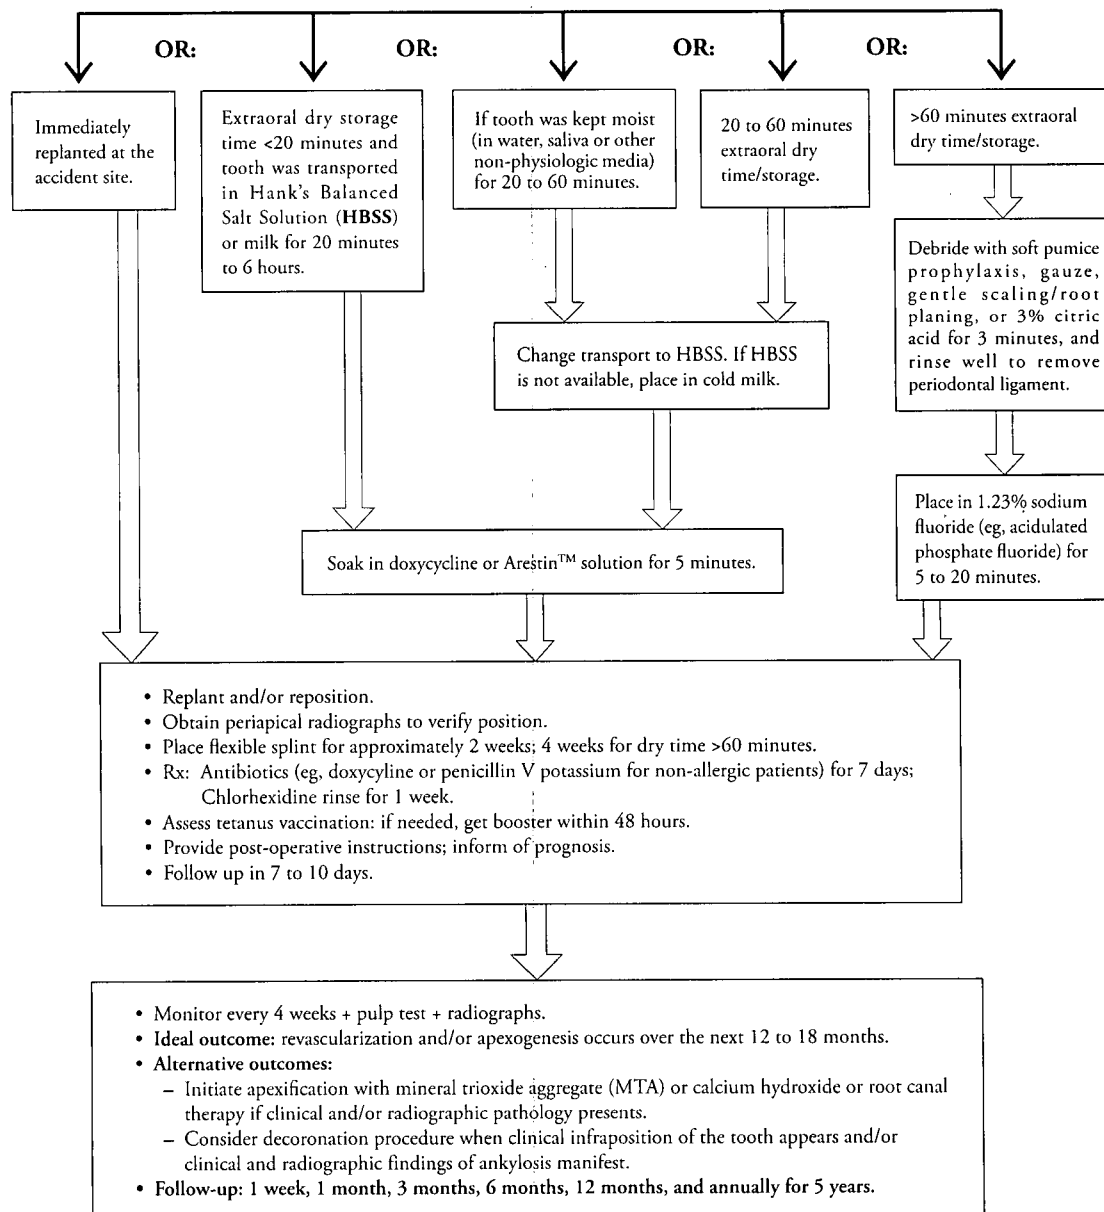 OR:
OR:
OR:
OR:
Immediately
replanted at the
accident site.
Extraoral dry storage
time <20 minutes and
tooth was transported
in Hank's Balanced
Salt Solution (HBSS)
or milk for 20 minutes
to 6 hours.
If tooth was kept moist
(in water, saliva or other
non-physiologic media)
for 20 to 60 minutes.
20 to 60 minutes
extraoral dry
time/storage.
>60 minutes extraoral
dry time/storage.
Debride with soft pumice
prophylaxis, gauze,
gentle scaling/root
planing, or 3% citric
acid for 3 minutes, and
rinse well to remove
periodontal ligament.
Change transport to HBSS. If HBSS
is not available, place in cold milk.
Place in 1.23% sodium
fluoride (eg, acidulated
phosphate fluoride) for
5 to 20 minutes.
Soak in doxycycline or Arestin™ solution for 5 minutes.
• Replant and/or reposition.
• Obtain periapical radiographs to verify position.
• Place flexible splint for approximately 2 weeks; 4 weeks for dry time >60 minutes.
• Rx: Antibiotics (eg, doxycyline or penicillin V potassium for non-allergic patients) for 7 days;
Chlorhexidine rinse for 1 week.
• Assess tetanus vaccination: if needed, get booster within 48 hours.
• Provide post-operative instructions; inform of prognosis.
• Follow up in 7 to 10 days.
• Monitor every 4 weeks + pulp test + radiographs.
• Ideal outcome: revascularization and/or apexogenesis occurs over the next 12 to 18 months.
• Alternative outcomes:
– Initiate apexification with mineral trioxide aggregate (MTA) or calcium hydroxide or root canal
therapy if clinical and/or radiographic pathology presents.
– Consider decoronation procedure when clinical infraposition of the tooth appears and/or
clinical and radiographic findings of ankylosis manifest.
• Follow-up: 1 week, 1 month, 3 months, 6 months, 12 months, and annually for 5 years.